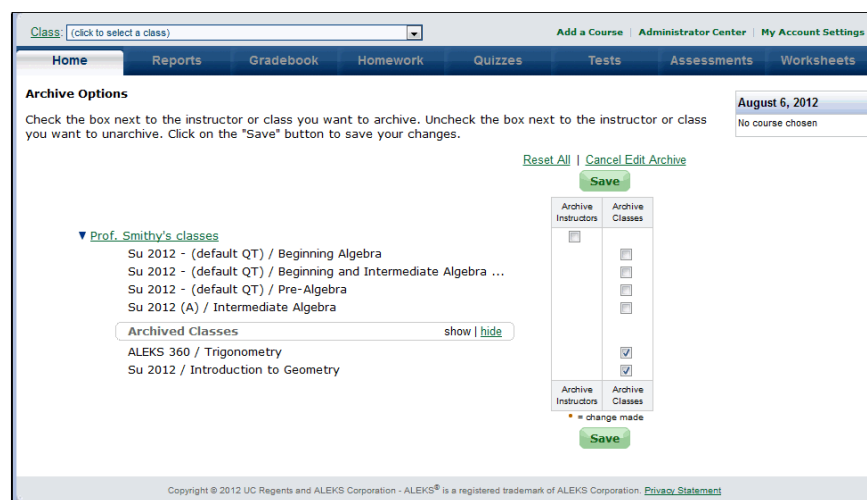 Class: (click to select a class)
Add a Course | Administrator Center | My Account Settings
Home Reports Gradebook Homework Quizzes Tests Assessments Worksheets
Archive Options
Check the box next to the instructor or class you want to archive. Uncheck the box next to the instructor or class
you want to unarchive. Click on the "Save" button to save your changes.
August 6, 2012
No course chosen
Reset All | Cancel Edit Archive
Save
Archive Instructors Archive Classes
▼ Prof. Smithy's classes
Su 2012 - (default QT) / Beginning Algebra
Su 2012 - (default QT) / Beginning and Intermediate Algebra ...
Su 2012 - (default QT) / Pre-Algebra
Su 2012 (A) / Intermediate Algebra
Archived Classes show | hide
ALEKS 360 / Trigonometry
Su 2012 / Introduction to Geometry
Archive Instructors Archive Classes
* = change made
Save
Copyright © 2012 UC Regents and ALEKS Corporation - ALEKS® is a registered trademark of ALEKS Corporation. Privacy Statement